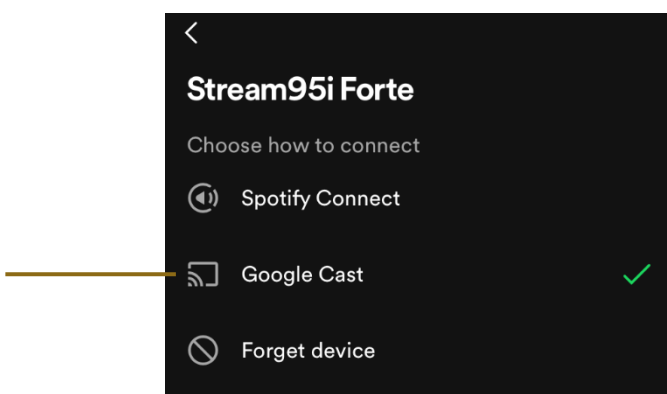 Stream95i Forte
Choose how to connect
Spotify Connect
Google Cast
Forget device